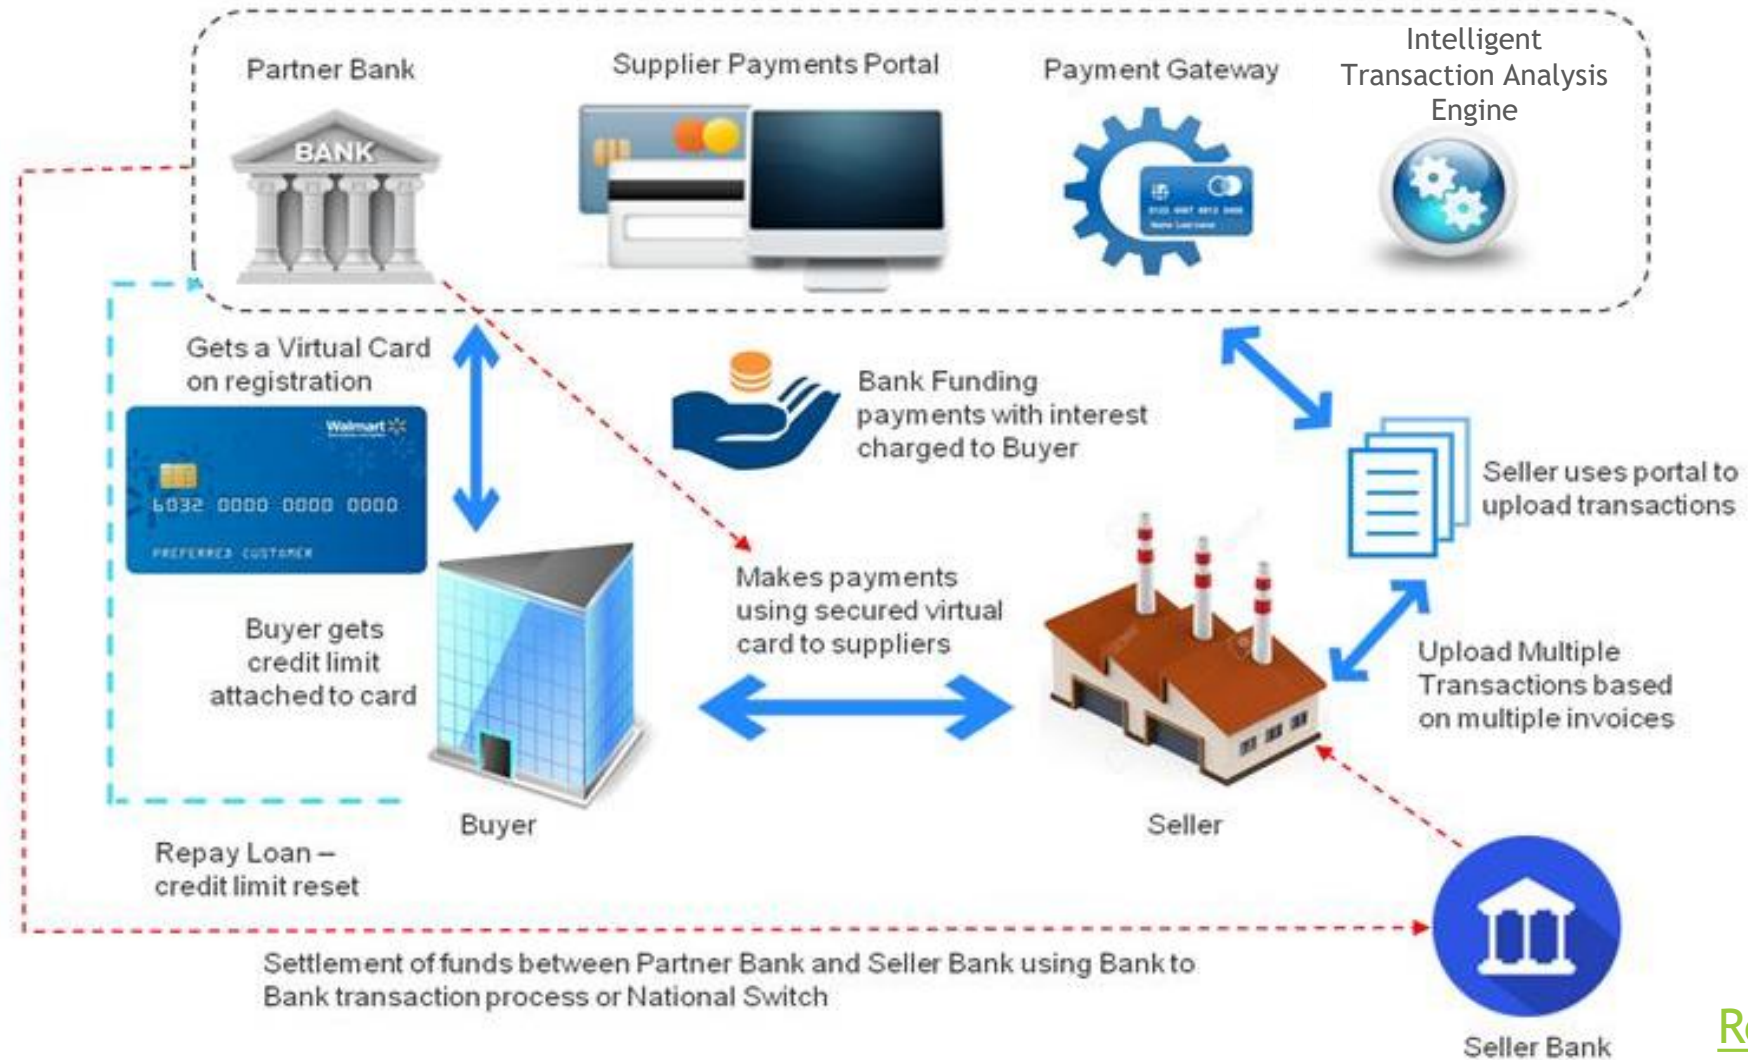 Partner Bank
Supplier Payments Portal
Payment Gateway
Intelligent
Transaction Analysis
Engine
BANK
Gets a Virtual Card
on registration
Walmart
6032 0000 0000 0000
PREFERRED CUSTOMER
Bank Funding
payments with interest
charged to Buyer
Seller uses portal to
upload transactions
Makes payments
using secured virtual
card to suppliers
Buyer gets
credit limit
attached to card
Upload Multiple
Transactions based
on multiple invoices
Buyer
Seller
Repay Loan –
credit limit reset
Settlement of funds between Partner Bank and Seller Bank using Bank to
Bank transaction process or National Switch
Seller Bank